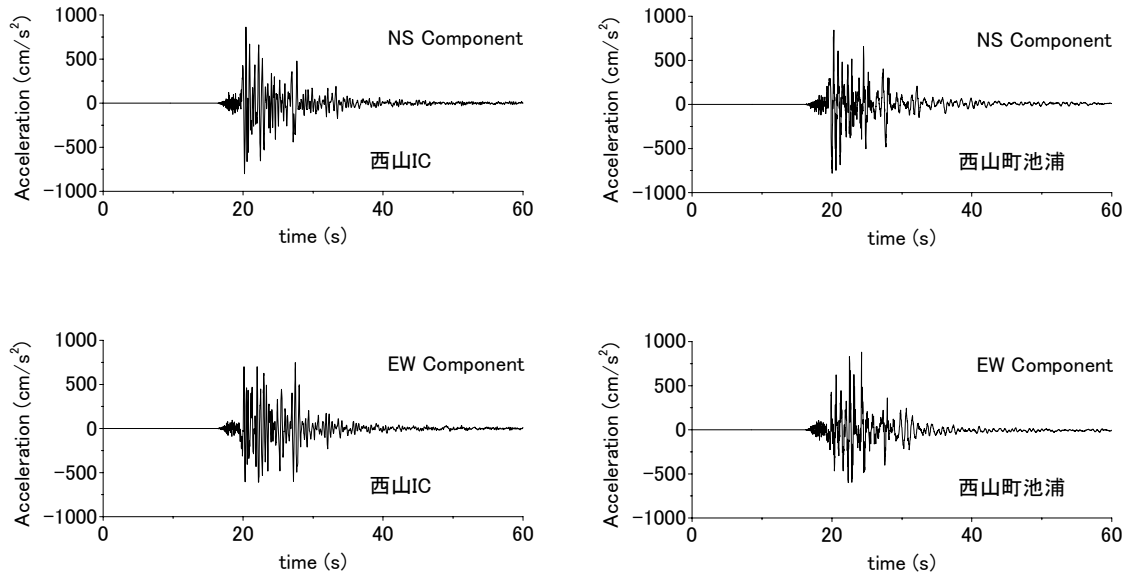 Acceleration (cm/s²)
1000
500
0
−500
−1000
NS Component
西山IC
0
20
40
60
time (s)
Acceleration (cm/s²)
1000
500
0
−500
−1000
NS Component
西山町池浦
0
20
40
60
time (s)
Acceleration (cm/s²)
1000
500
0
−500
−1000
EW Component
西山IC
0
20
40
60
time (s)
Acceleration (cm/s²)
1000
500
0
−500
−1000
EW Component
西山町池浦
0
20
40
60
time (s)